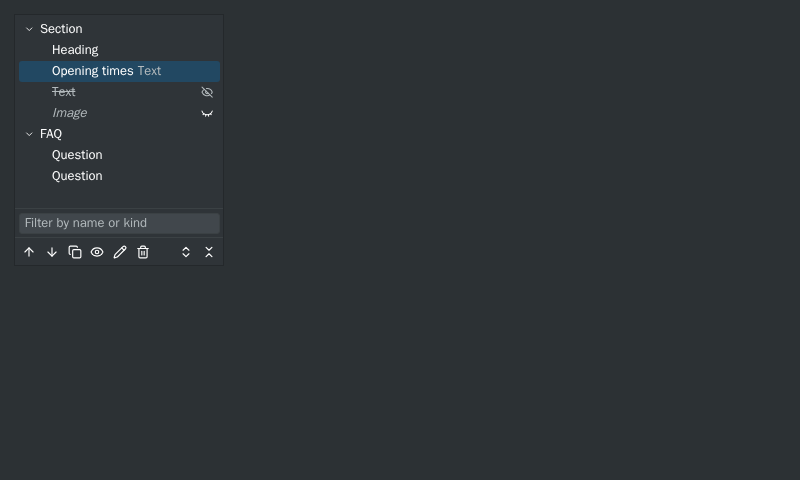 Section
Heading
Opening times Text
Text
Image
FAQ
Question
Question
Filter by name or kind